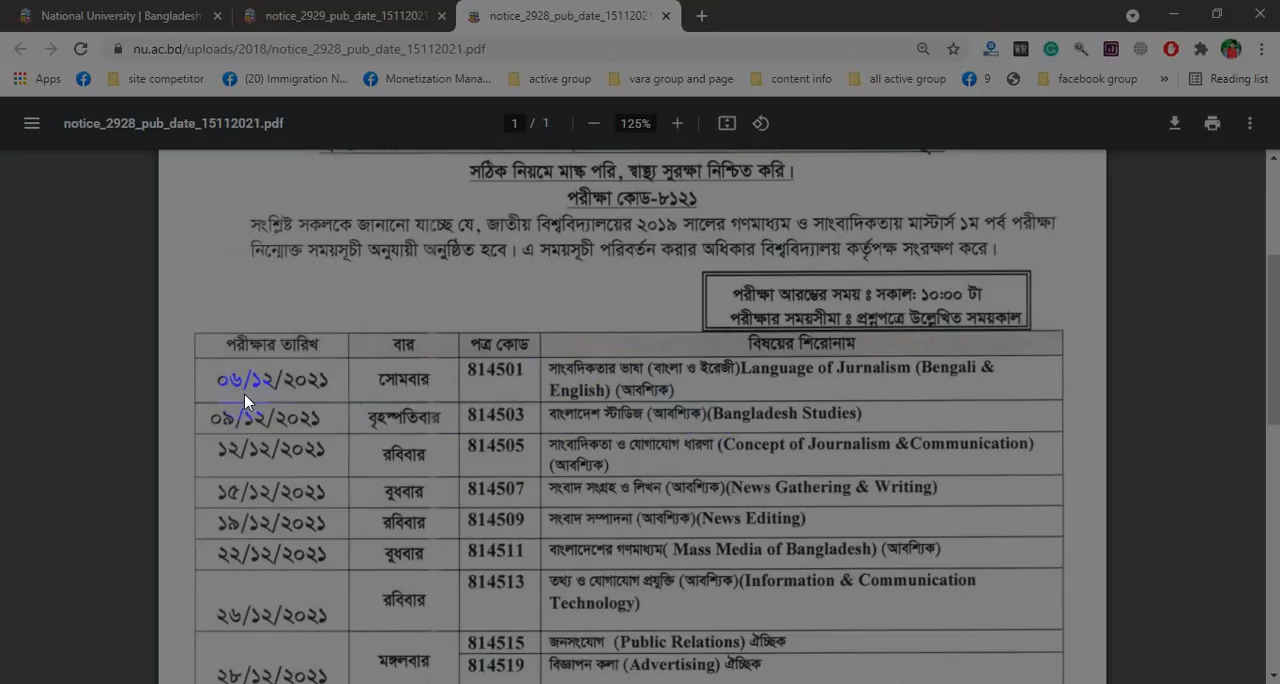 National University | Bangladesh
notice_2929_pub_date_15112021.p
notice_2928_pub_date_15112021.p
nu.ac.bd/uploads/2018/notice_2928_pub_date_15112021.pdf
Apps
site competitor
(20) Immigration N...
Monetization Mana...
active group
vara group and page
content info
all active group
9
facebook group
»
Reading list
notice_2928_pub_date_15112021.pdf
1 / 1
125%
সঠিক নিয়মে মাস্ক পরি, স্বাস্থ্য সুরক্ষা নিশ্চিত করি।
পরীক্ষা কোড-৮১২১
সংশ্লিষ্ট সকলকে জানানো যাচ্ছে যে, জাতীয় বিশ্ববিদ্যালয়ের ২০১৯ সালের গণমাধ্যম ও সাংবাদিকতায় মাস্টার্স ১ম পর্ব পরীক্ষা
নিন্মোক্ত সময়সূচী অনুযায়ী অনুষ্ঠিত হবে। এ সময়সূচী পরিবর্তন করার অধিকার বিশ্ববিদ্যালয় কর্তৃপক্ষ সংরক্ষণ করে।
পরীক্ষা আরম্ভের সময় ঃ সকাল: ১০:০০ টা
পরীক্ষার সময়সীমা ঃ প্রশ্নপত্রে উল্লেখিত সময়কাল
পরীক্ষার তারিখ বার পত্র কোড বিষয়ের শিরোনাম
০৬/১২/২০২১ সোমবার 814501 সাংবাদিকতার ভাষা (বাংলা ও ইরেজী)Language of Jurnalism (Bengali &
English) (আবশ্যিক)
০৯/১২/২০২১ বৃহস্পতিবার 814503 বাংলাদেশ স্টাডিজ (আবশ্যিক)(Bangladesh Studies)
১২/১২/২০২১ রবিবার 814505 সাংবাদিকতা ও যোগাযোগ ধারণা (Concept of Journalism &Communication)
(আবশ্যিক)
১৫/১২/২০২১ বুধবার 814507 সংবাদ সংগ্রহ ও লিখন (আবশ্যিক)(News Gathering & Writing)
১৯/১২/২০২১ রবিবার 814509 সংবাদ সম্পাদনা (আবশ্যিক)(News Editing)
২২/১২/২০২১ বুধবার 814511 বাংলাদেশের গণমাধ্যম( Mass Media of Bangladesh) (আবশ্যিক)
২৬/১২/২০২১ রবিবার 814513 তথ্য ও যোগাযোগ প্রযুক্তি (আবশ্যিক)(Information & Communication
Technology)
২৮/১২/২০২১ মঙ্গলবার 814515 জনসংযোগ (Public Relations) ঐচ্ছিক
814519 বিজ্ঞাপন কলা (Advertising) ঐচ্ছিক